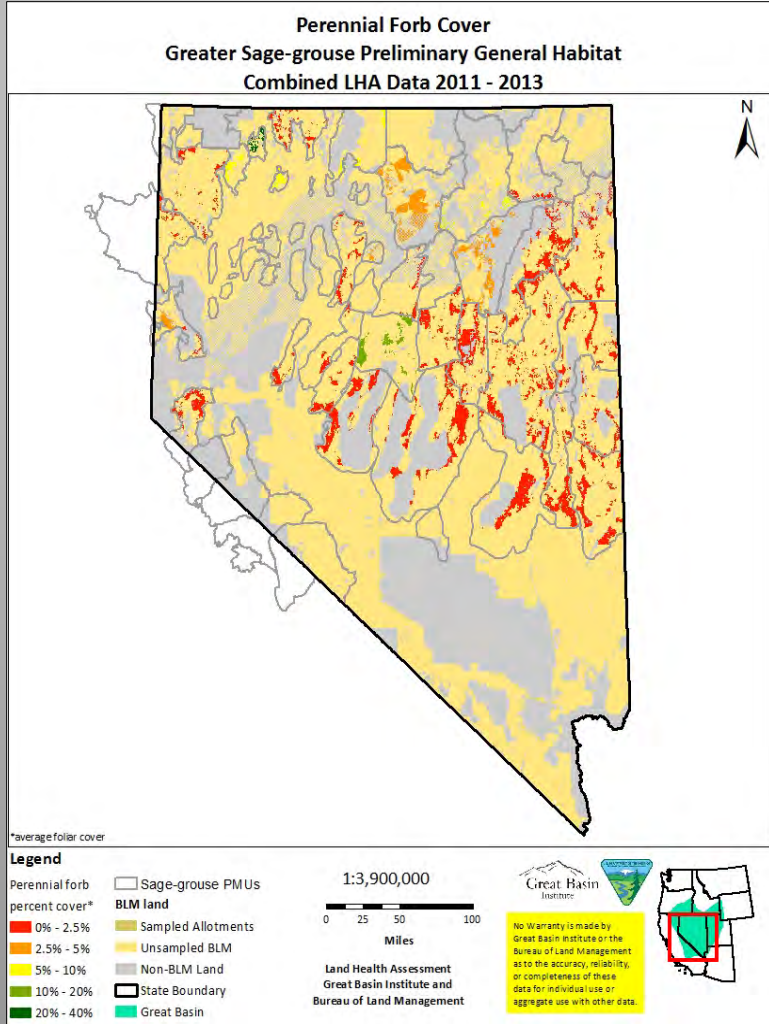 Perennial Forb Cover
Greater Sage-grouse Preliminary General Habitat
Combined LHA Data 2011 - 2013
N
*average foliar cover
Legend
Perennial forb
percent cover*
0% - 2.5%
2.5% - 5%
5% - 10%
10% - 20%
20% - 40%
Sage-grouse PMUs
BLM land
Sampled Allotments
Unsampled BLM
Non-BLM Land
State Boundary
Great Basin
1:3,900,000
0 25 50 100
Miles
Land Health Assessment
Great Basin Institute and
Bureau of Land Management
Great Basin
Institute
No Warranty is made by
Great Basin Institute or the
Bureau of Land Management
as to the accuracy, reliability,
or completeness of these
data for individual use or
aggregate use with other data.